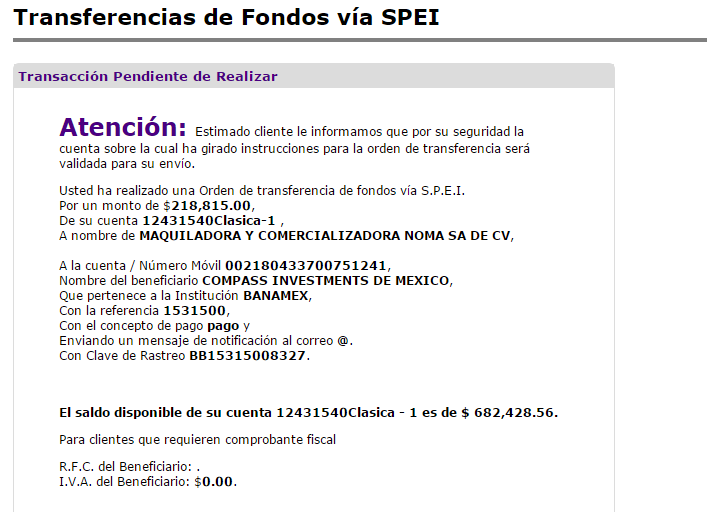 Transferencias de Fondos vía SPEI
Transacción Pendiente de Realizar
Atención: Estimado cliente le informamos que por su seguridad la
cuenta sobre la cual ha girado instrucciones para la orden de transferencia será
validada para su envío.
Usted ha realizado una Orden de transferencia de fondos vía S.P.E.I.
Por un monto de $218,815.00,
De su cuenta 12431540Clasica-1 ,
A nombre de MAQUILADORA Y COMERCIALIZADORA NOMA SA DE CV,
A la cuenta / Número Móvil 002180433700751241,
Nombre del beneficiario COMPASS INVESTMENTS DE MEXICO,
Que pertenece a la Institución BANAMEX,
Con la referencia 1531500,
Con el concepto de pago pago y
Enviando un mensaje de notificación al correo @.
Con Clave de Rastreo BB15315008327.
El saldo disponible de su cuenta 12431540Clasica - 1 es de $ 682,428.56.
Para clientes que requieren comprobante fiscal
R.F.C. del Beneficiario: .
I.V.A. del Beneficiario: $0.00.